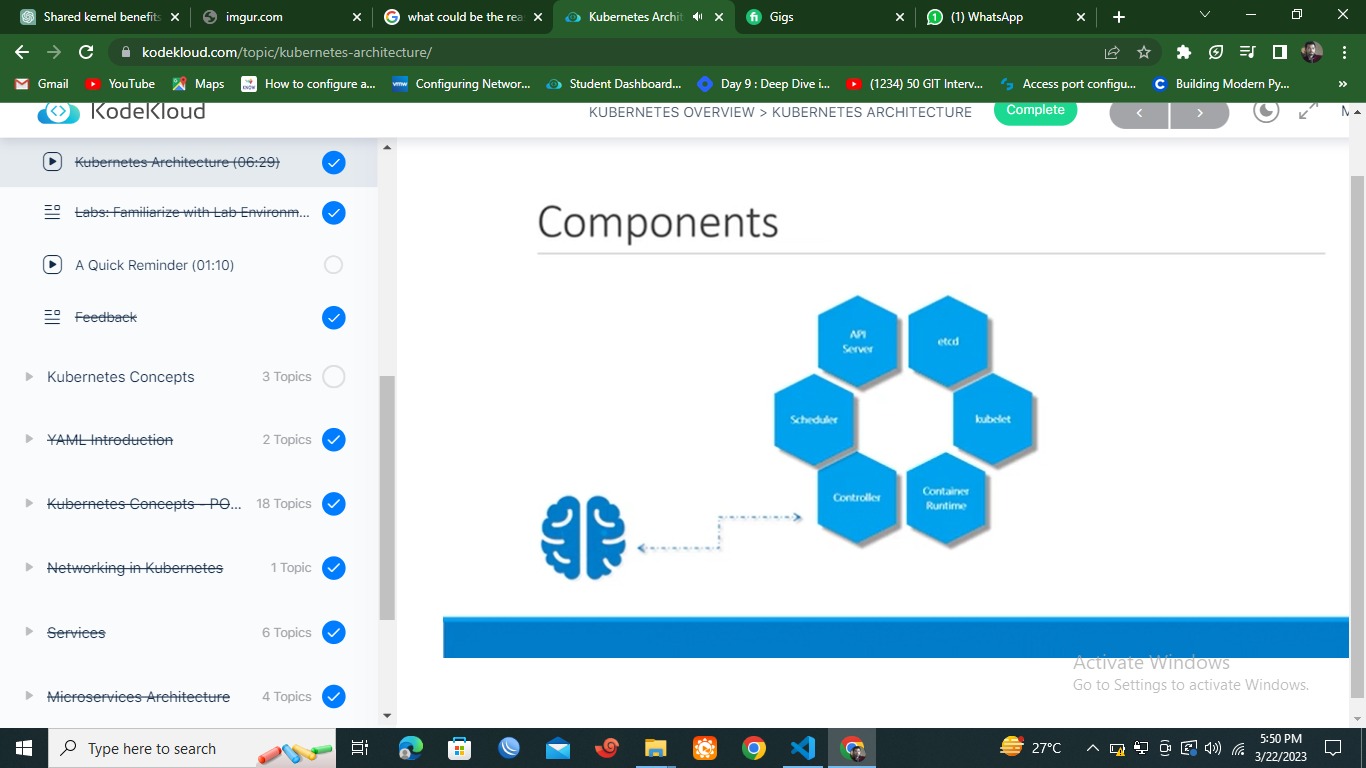 Shared kernel benefits
imgur.com
what could be the rea
Kubernetes Archit
Gigs
(1) WhatsApp
kodekloud.com/topic/kubernetes-architecture/
Gmail
YouTube
Maps
How to configure a...
Configuring Networ...
Student Dashboard...
Day 9 : Deep Dive i...
(1234) 50 GIT Interv...
Access port configu...
Building Modern Py...
»
KodeKloud
KUBERNETES OVERVIEW > KUBERNETES ARCHITECTURE
Complete
Kubernetes Architecture (06:29)
Labs: Familiarize with Lab Environm...
A Quick Reminder (01:10)
Feedback
Kubernetes Concepts 3 Topics
YAML Introduction 2 Topics
Kubernetes Concepts - PO... 18 Topics
Networking in Kubernetes 1 Topic
Services 6 Topics
Microservices Architecture 4 Topics
Components
API
Server
etcd
Scheduler
kubelet
Controller
Container
Runtime
Activate Windows
Go to Settings to activate Windows.
Type here to search
27°C
5:50 PM
3/22/2023